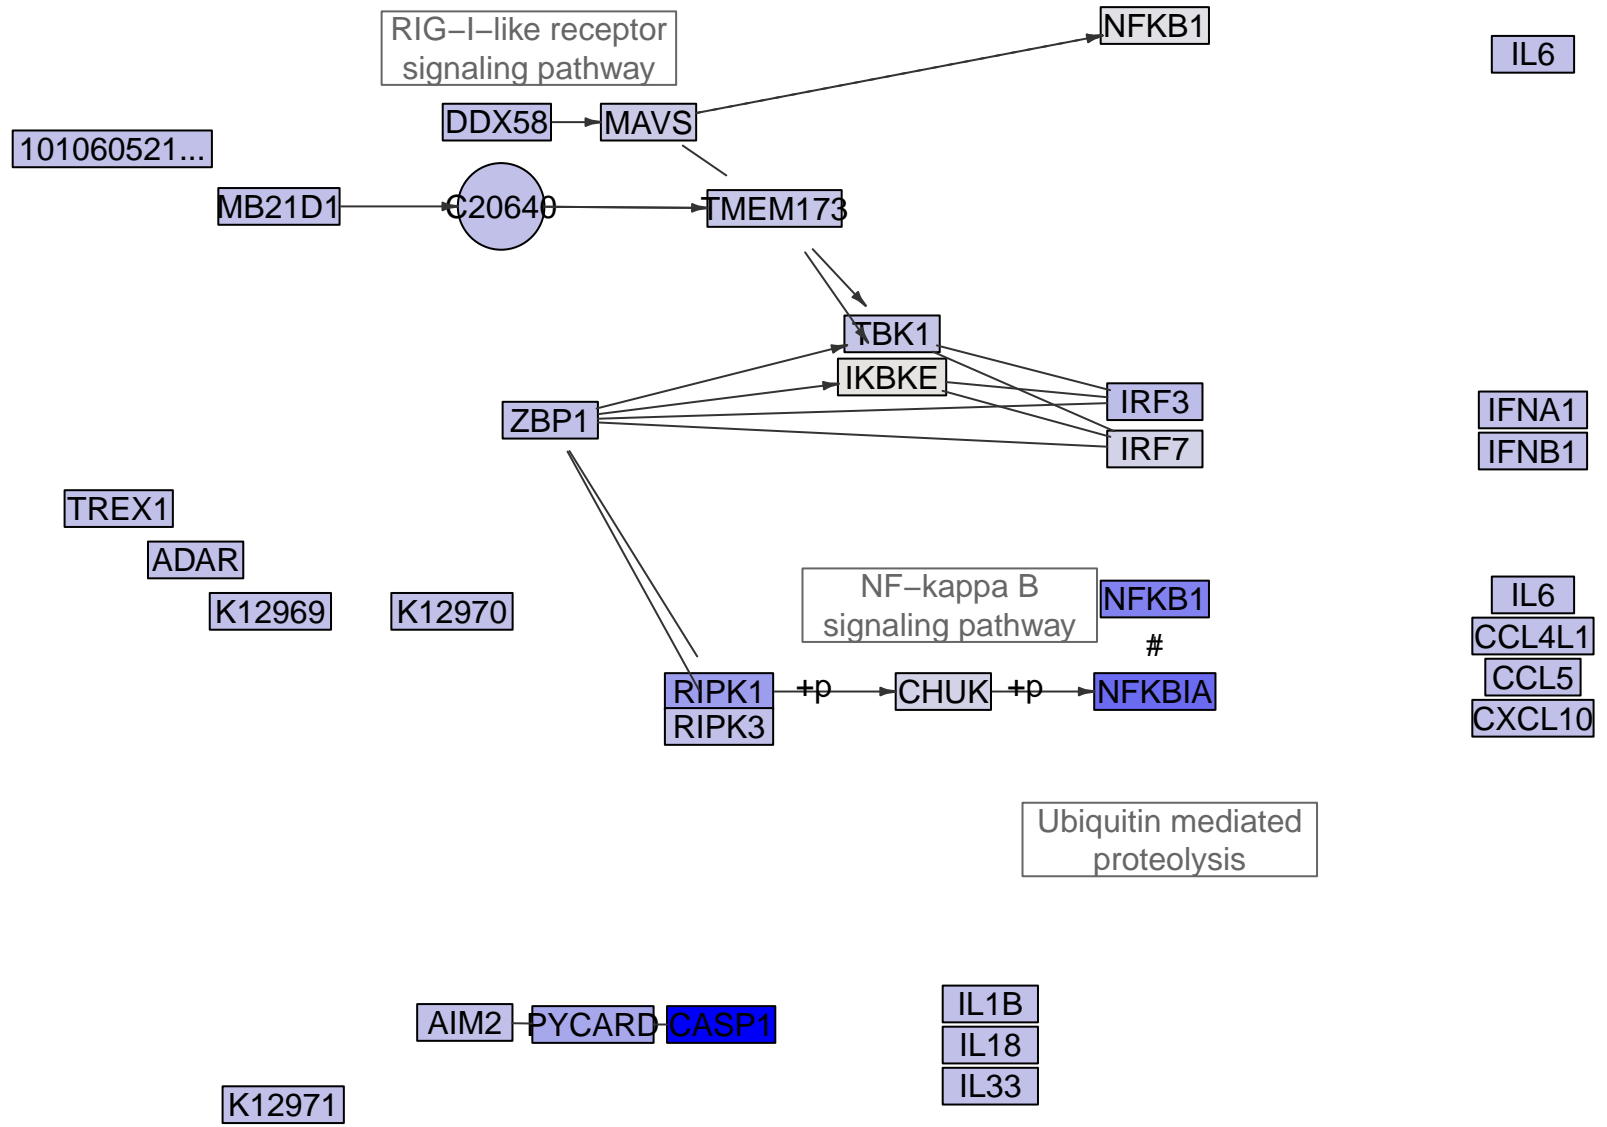 RIG−I−like receptor
signaling pathway
NFKB1
IL6
DDX58
MAVS
101060521...
MB21D1
C20640
TMEM173
TBK1
IKBKE
ZBP1
IRF3
IRF7
IFNA1
IFNB1
TREX1
ADAR
K12969
K12970
NF−kappa B
signaling pathway
NFKB1
#
IL6
CCL4L1
CCL5
CXCL10
RIPK1
+p
CHUK
+p
NFKBIA
RIPK3
Ubiquitin mediated
proteolysis
AIM2
PYCARD
CASP1
IL1B
IL18
IL33
K12971